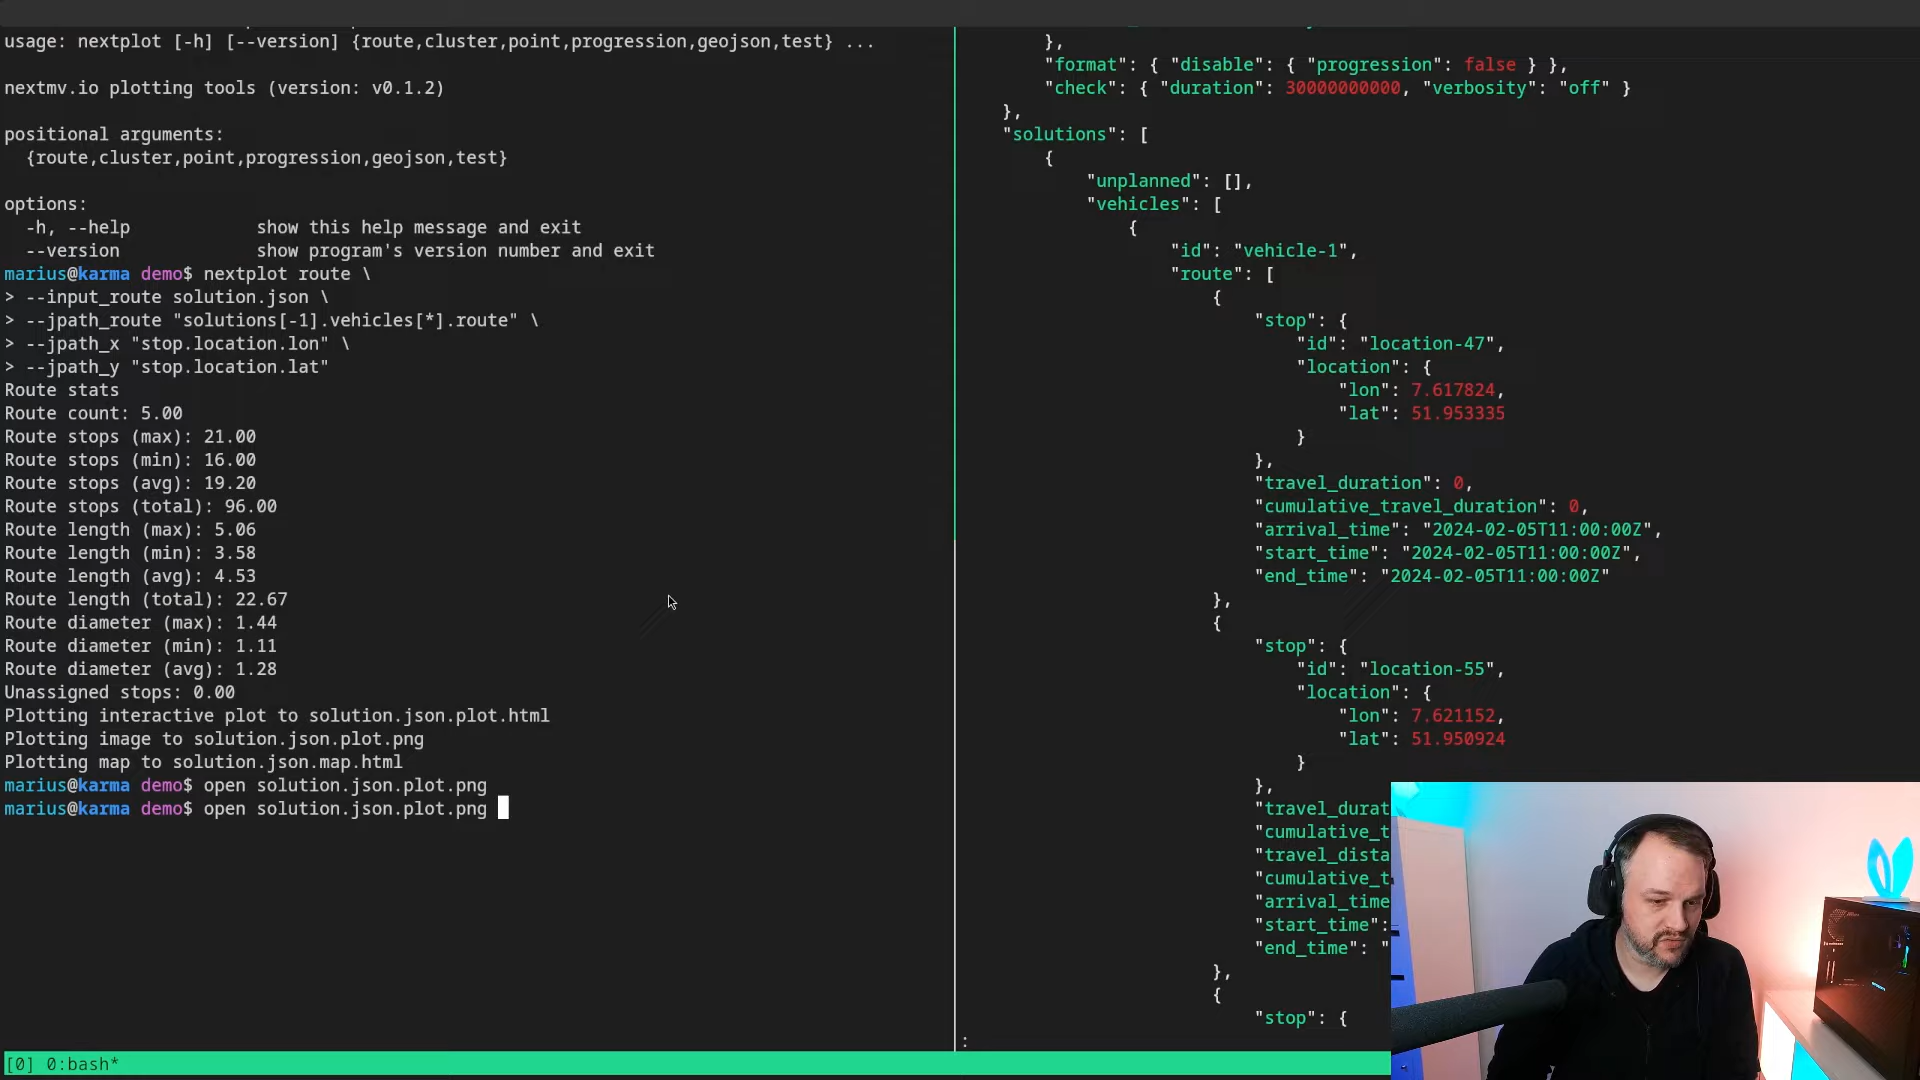 usage: nextplot [-h] [--version] {route,cluster,point,progression,geojson,test} ...
nextmv.io plotting tools (version: v0.1.2)
positional arguments:
{route,cluster,point,progression,geojson,test}
options:
-h, --help show this help message and exit
--version show program's version number and exit
marius@karma demo$ nextplot route \
> --input_route solution.json \
> --jpath_route "solutions[-1].vehicles[*].route" \
> --jpath_x "stop.location.lon" \
> --jpath_y "stop.location.lat"
Route stats
Route count: 5.00
Route stops (max): 21.00
Route stops (min): 16.00
Route stops (avg): 19.20
Route stops (total): 96.00
Route length (max): 5.06
Route length (min): 3.58
Route length (avg): 4.53
Route length (total): 22.67
Route diameter (max): 1.44
Route diameter (min): 1.11
Route diameter (avg): 1.28
Unassigned stops: 0.00
Plotting interactive plot to solution.json.plot.html
Plotting image to solution.json.plot.png
Plotting map to solution.json.map.html
marius@karma demo$ open solution.json.plot.png
marius@karma demo$ open solution.json.plot.png
},
"format": { "disable": { "progression": false } },
"check": { "duration": 30000000000, "verbosity": "off" }
},
"solutions": [
{
"unplanned": [],
"vehicles": [
{
"id": "vehicle-1",
"route": [
{
"stop": {
"id": "location-47",
"location": {
"lon": 7.617824,
"lat": 51.953335
}
},
"travel_duration": 0,
"cumulative_travel_duration": 0,
"arrival_time": "2024-02-05T11:00:00Z",
"start_time": "2024-02-05T11:00:00Z",
"end_time": "2024-02-05T11:00:00Z"
},
{
"stop": {
"id": "location-55",
"location": {
"lon": 7.621152,
"lat": 51.950924
}
},
"travel_durat
"cumulative_t
"travel_dista
"cumulative_t
"arrival_time
"start_time":
"end_time": "
},
{
"stop": {
:
[0] 0:bash*